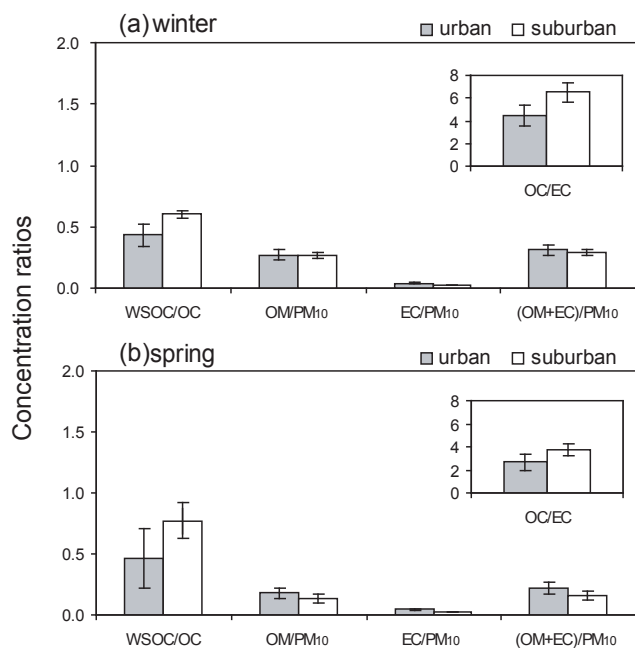 (a) winter
urban
suburban
2.0
1.5
1.0
0.5
0.0
8
6
4
2
0
OC/EC
WSOC/OC
OM/PM10
EC/PM10
(OM+EC)/PM10
Concentration ratios
(b) spring
urban
suburban
2.0
1.5
1.0
0.5
0.0
8
6
4
2
0
OC/EC
WSOC/OC
OM/PM10
EC/PM10
(OM+EC)/PM10